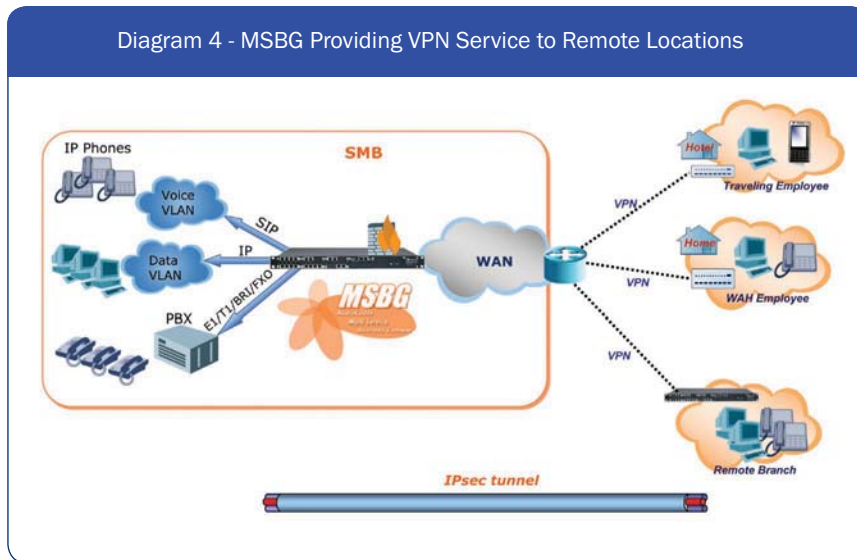 Diagram 4 - MSBG Providing VPN Service to Remote Locations
SMB
IP Phones
Voice
VLAN
SIP
IP
Data
VLAN
E1/T1/BRI/FXO
PBX
MSBG
WAN
VPN
VPN
VPN
Hotel
Traveling Employee
Home
WAH Employee
Remote Branch
IPsec tunnel